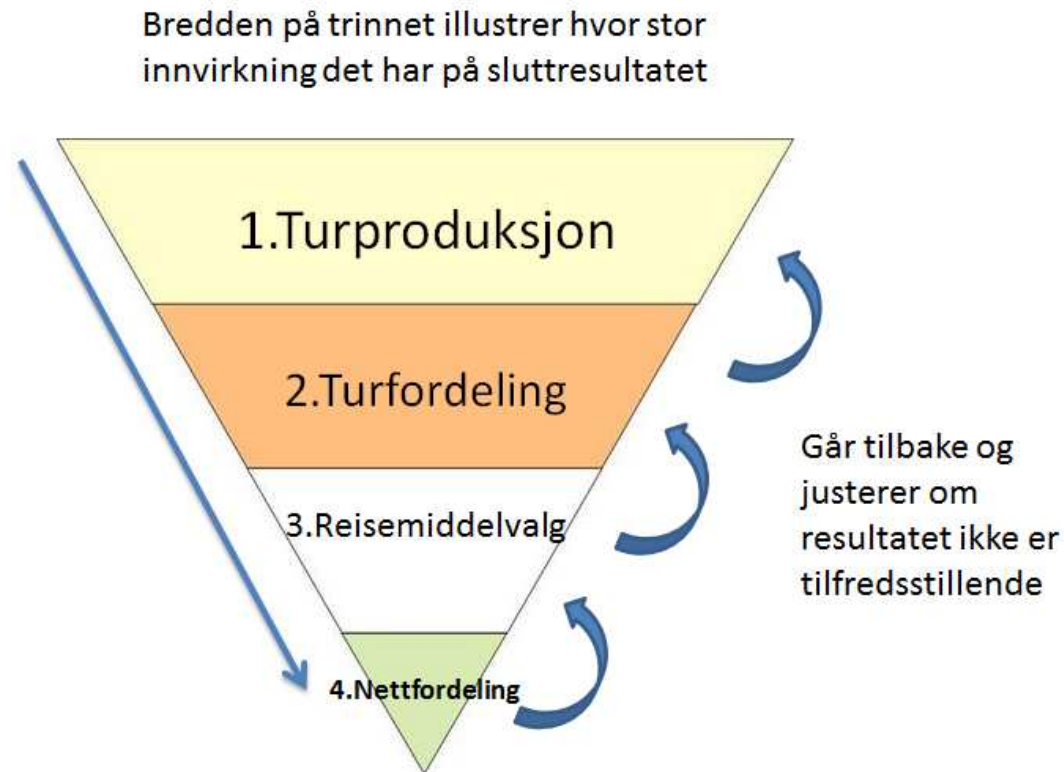 Bredden på trinnet illustrer hvor stor
innvirkning det har på sluttresultatet
1.Turproduksjon
2.Turfordeling
3.Reisemiddelvalg
4.Nettfordeling
Går tilbake og
justerer om
resultatet ikke er
tilfredsstillende